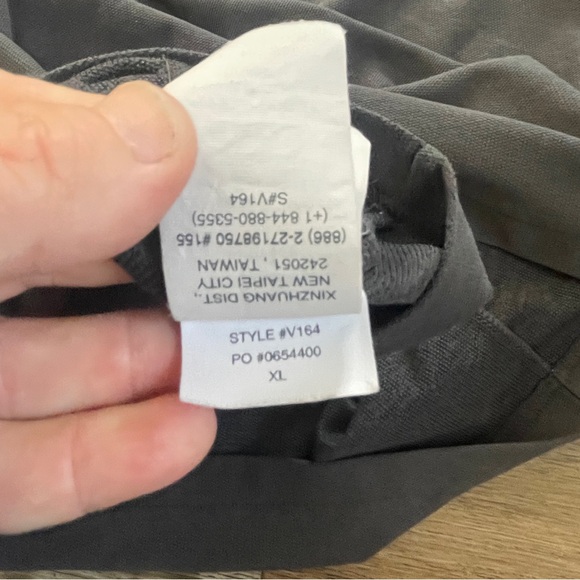 XINZHUANG DIST.,
NEW TAIPEI CITY
242051 , TAIWAN
(886) 2-27198750 #155
(+1 844-880-5355)
S#V164
STYLE #V164
PO #0654400
XL